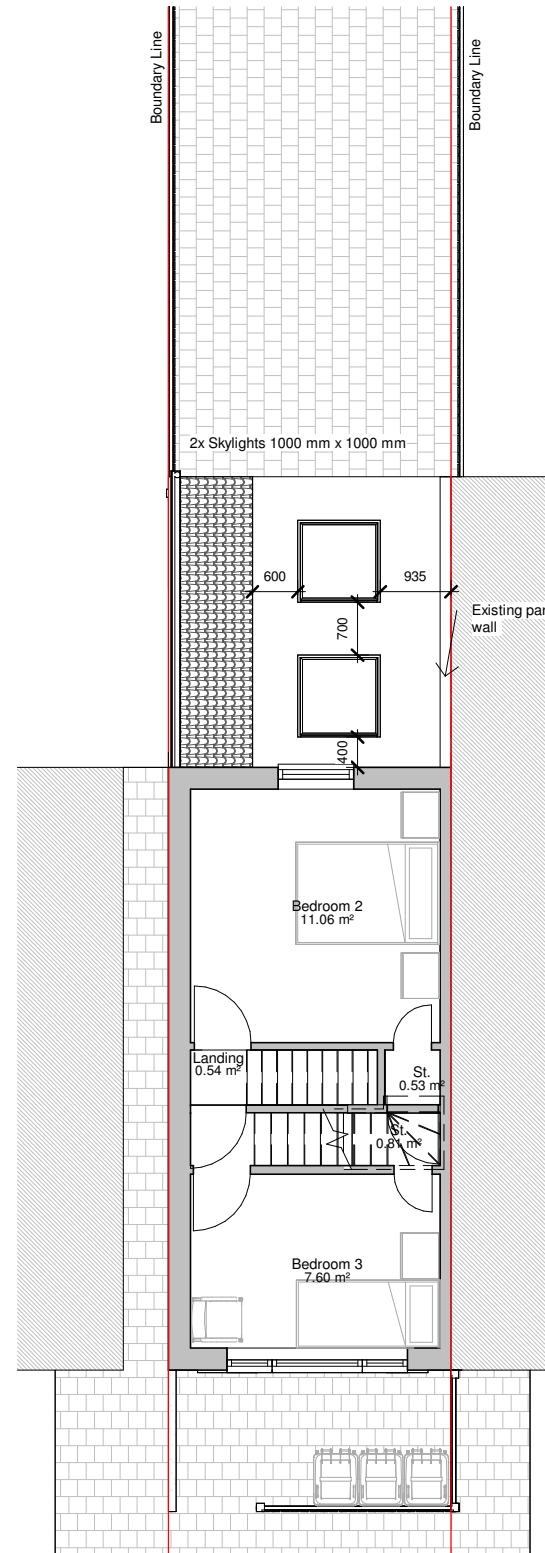 Boundary Line
Boundary Line
2x Skylights 1000 mm x 1000 mm
600
935
700
Existing par
wall
400
Bedroom 2
11.06 m²
Landing
0.54 m²
St.
0.53 m²
St.
0.81 m²
Bedroom 3
7.60 m²